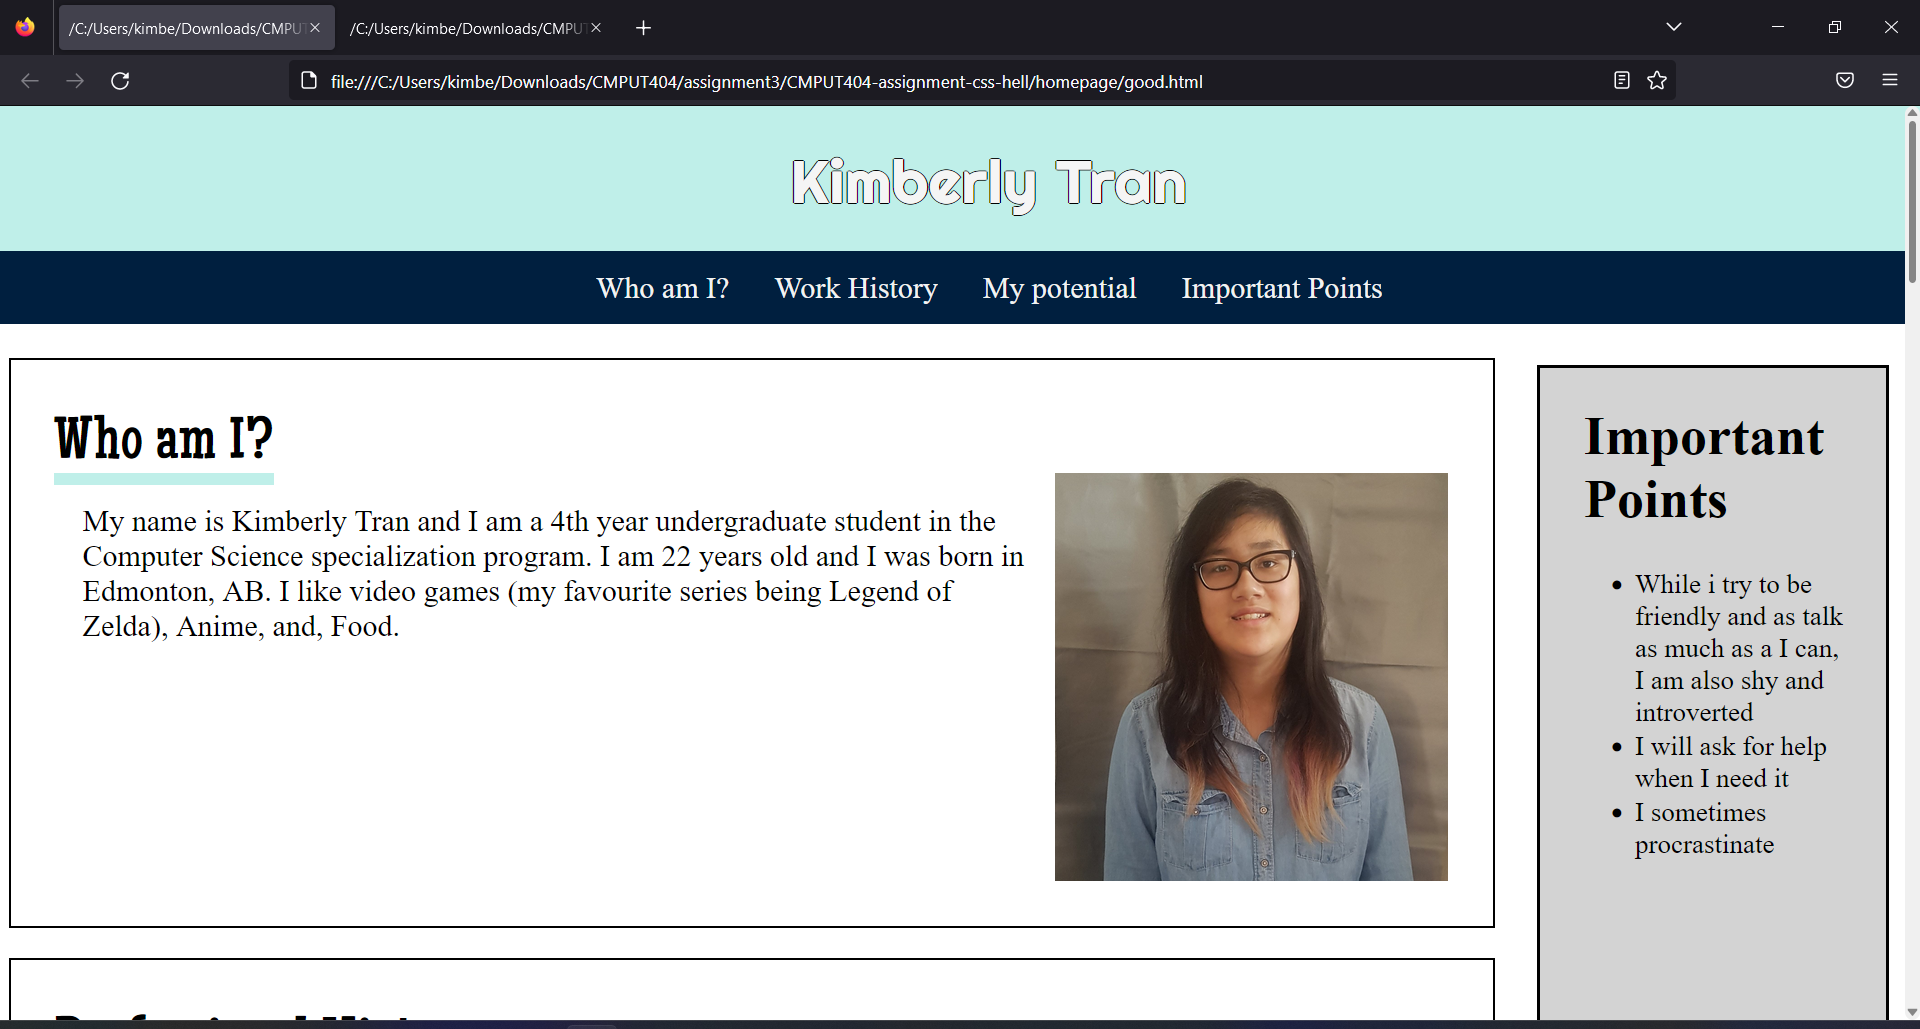 /C:/Users/kimbe/Downloads/CMPUT
/C:/Users/kimbe/Downloads/CMPUT
file:///C:/Users/kimbe/Downloads/CMPUT404/assignment3/CMPUT404-assignment-css-hell/homepage/good.html
Kimberly Tran
Who am I? Work History My potential Important Points
Who am I?
My name is Kimberly Tran and I am a 4th year undergraduate student in the
Computer Science specialization program. I am 22 years old and I was born in
Edmonton, AB. I like video games (my favourite series being Legend of
Zelda), Anime, and, Food.
Important
Points
While i try to be
friendly and as talk
as much as a I can,
I am also shy and
introverted
I will ask for help
when I need it
I sometimes
procrastinate